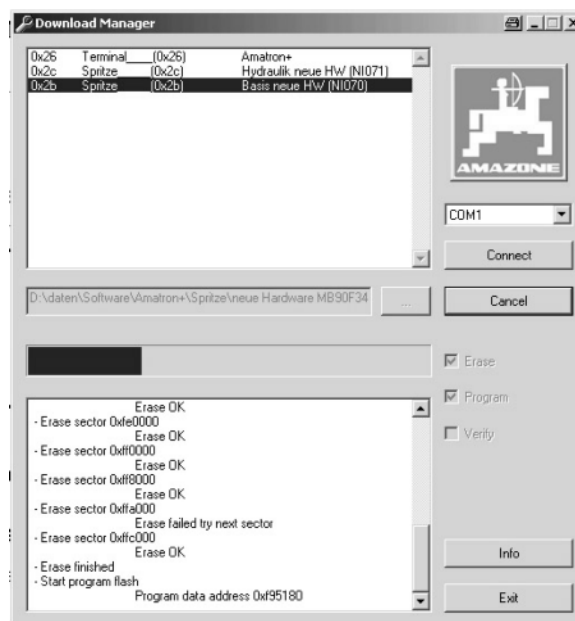 Download Manager
0x26 Terminal____(0x26) Amatron+
0x2c Spritze____(0x2c) Hydraulik neue HW (NI071)
0x2b Spritze____(0x2b) Basis neue HW (NI070)
AMAZONE
COM1
Connect
D:\daten\Software\Amatron+\Spritze\neue Hardware MB90F34
...
Cancel
Erase
Program
Verify
Erase OK
- Erase sector 0xfe0000
Erase OK
- Erase sector 0xff0000
Erase OK
- Erase sector 0xff8000
Erase OK
- Erase sector 0xffa000
Erase failed try next sector
- Erase sector 0xffc000
Erase OK
- Erase finished
- Start program flash
Program data address 0xf95180
Info
Exit